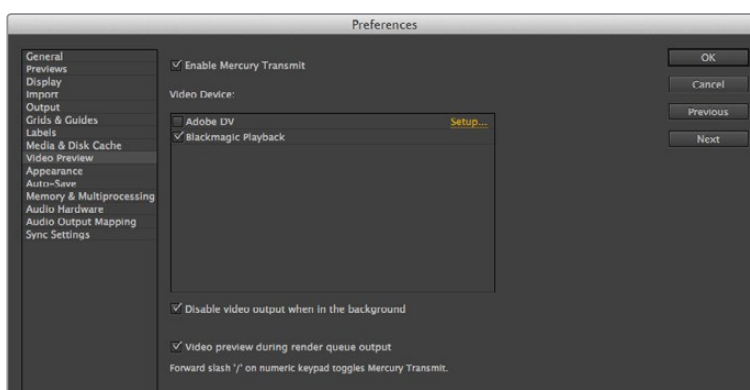 Preferences
General
Previews
Display
Import
Output
Grids & Guides
Labels
Media & Disk Cache
Video Preview
Appearance
Auto-Save
Memory & Multiprocessing
Audio Hardware
Audio Output Mapping
Sync Settings
Enable Mercury Transmit
Video Device:
Adobe DV Setup...
Blackmagic Playback
Disable video output when in the background
Video preview during render queue output
Forward slash '/' on numeric keypad toggles Mercury Transmit.
OK
Cancel
Previous
Next